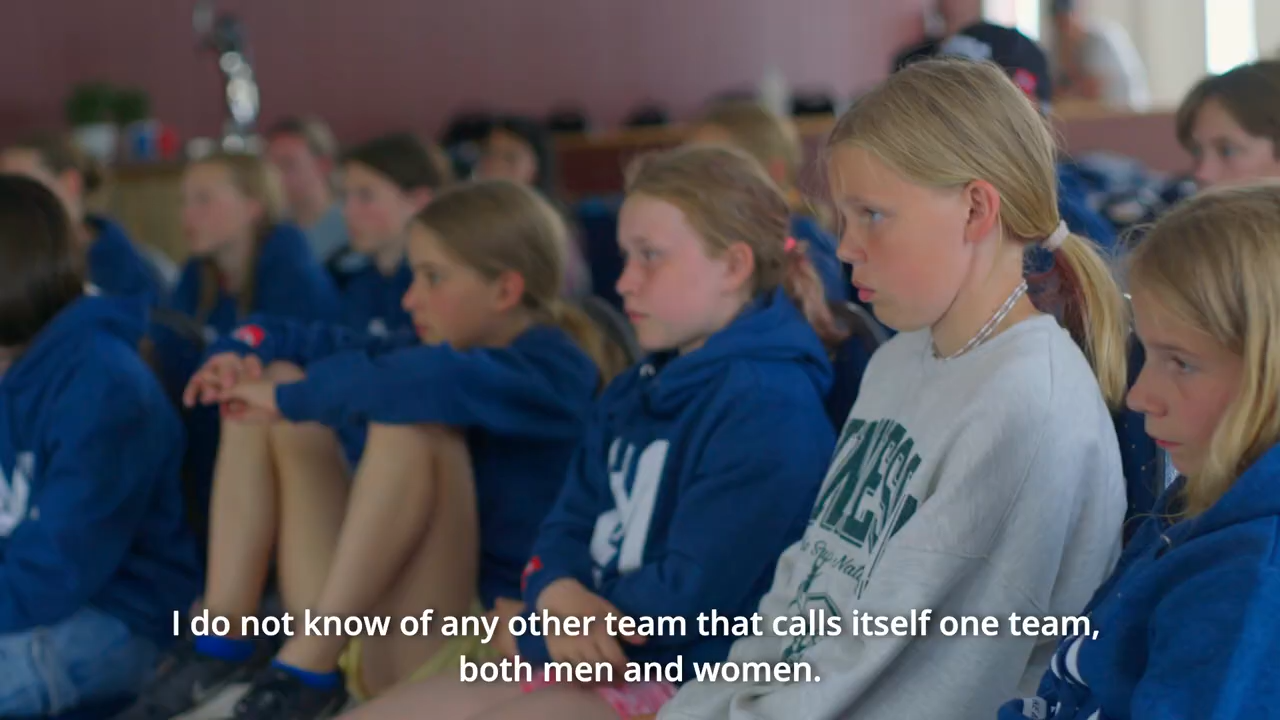 I do not know of any other team that calls itself one team,
both men and women.